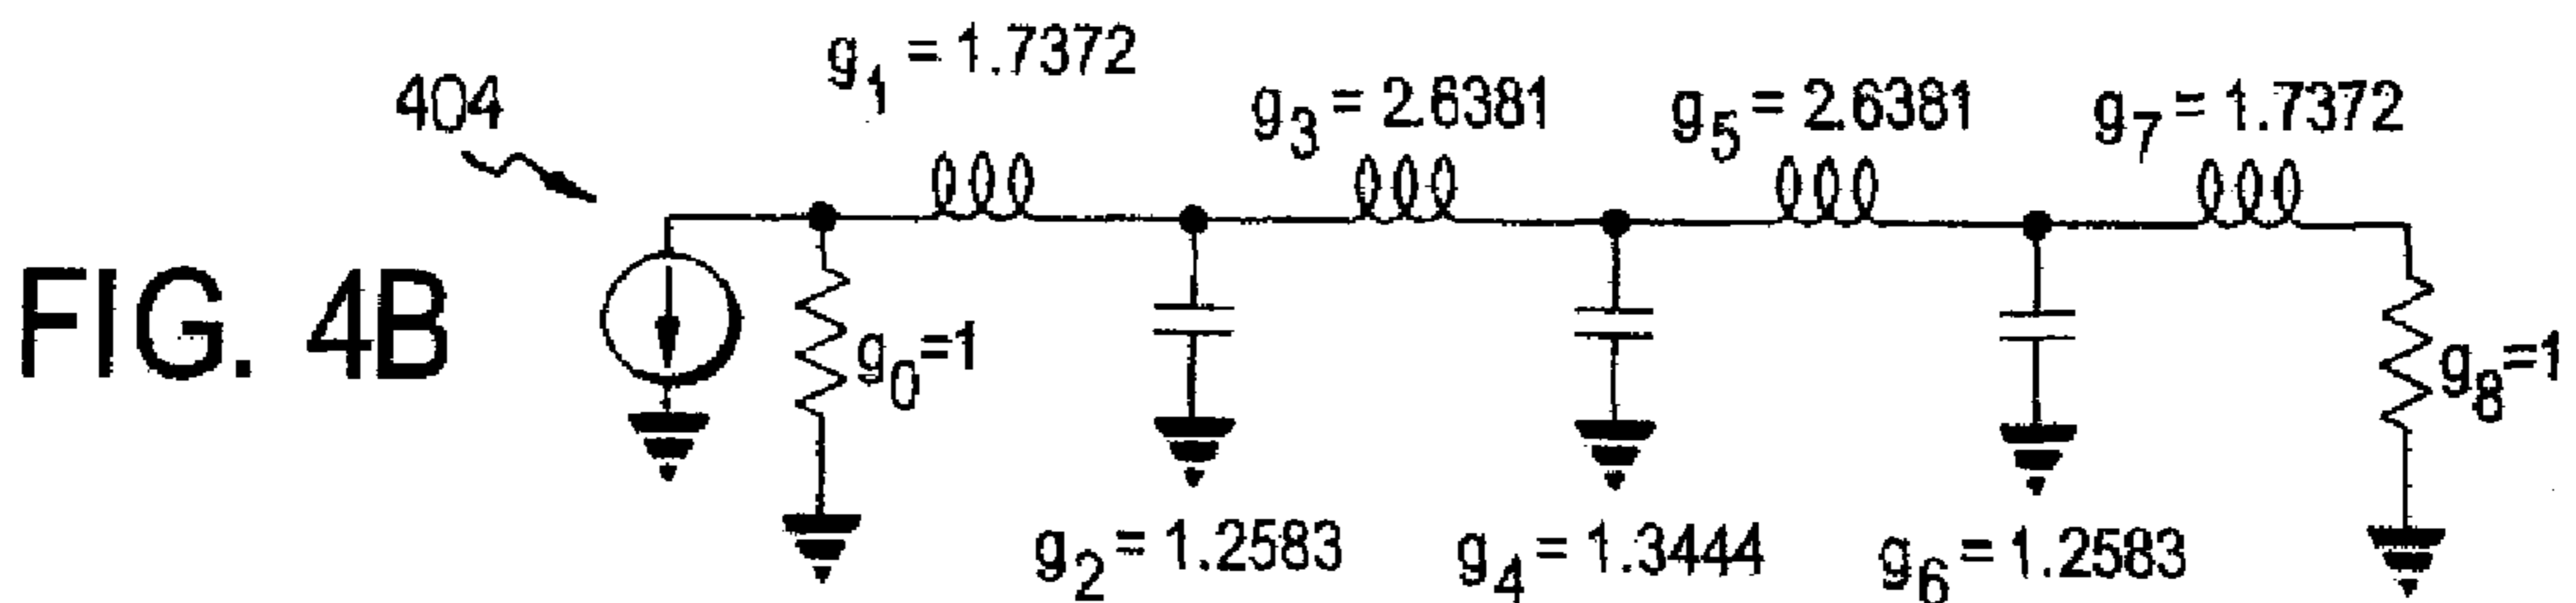 g₁ = 1.7372
404
g₃ = 2.6381
g₅ = 2.6381
g₇ = 1.7372
FIG. 4B
g₀=1
g₈=1
g₂ = 1.2583
g₄ = 1.3444
g₆ = 1.2583